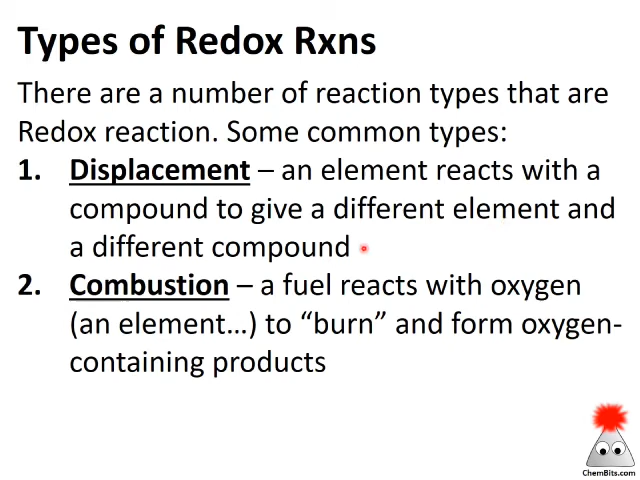 Types of Redox Rxns
There are a number of reaction types that are
Redox reaction. Some common types:
1. Displacement – an element reacts with a
compound to give a different element and
a different compound
2. Combustion – a fuel reacts with oxygen
(an element…) to “burn” and form oxygen-
containing products
ChemBits.com